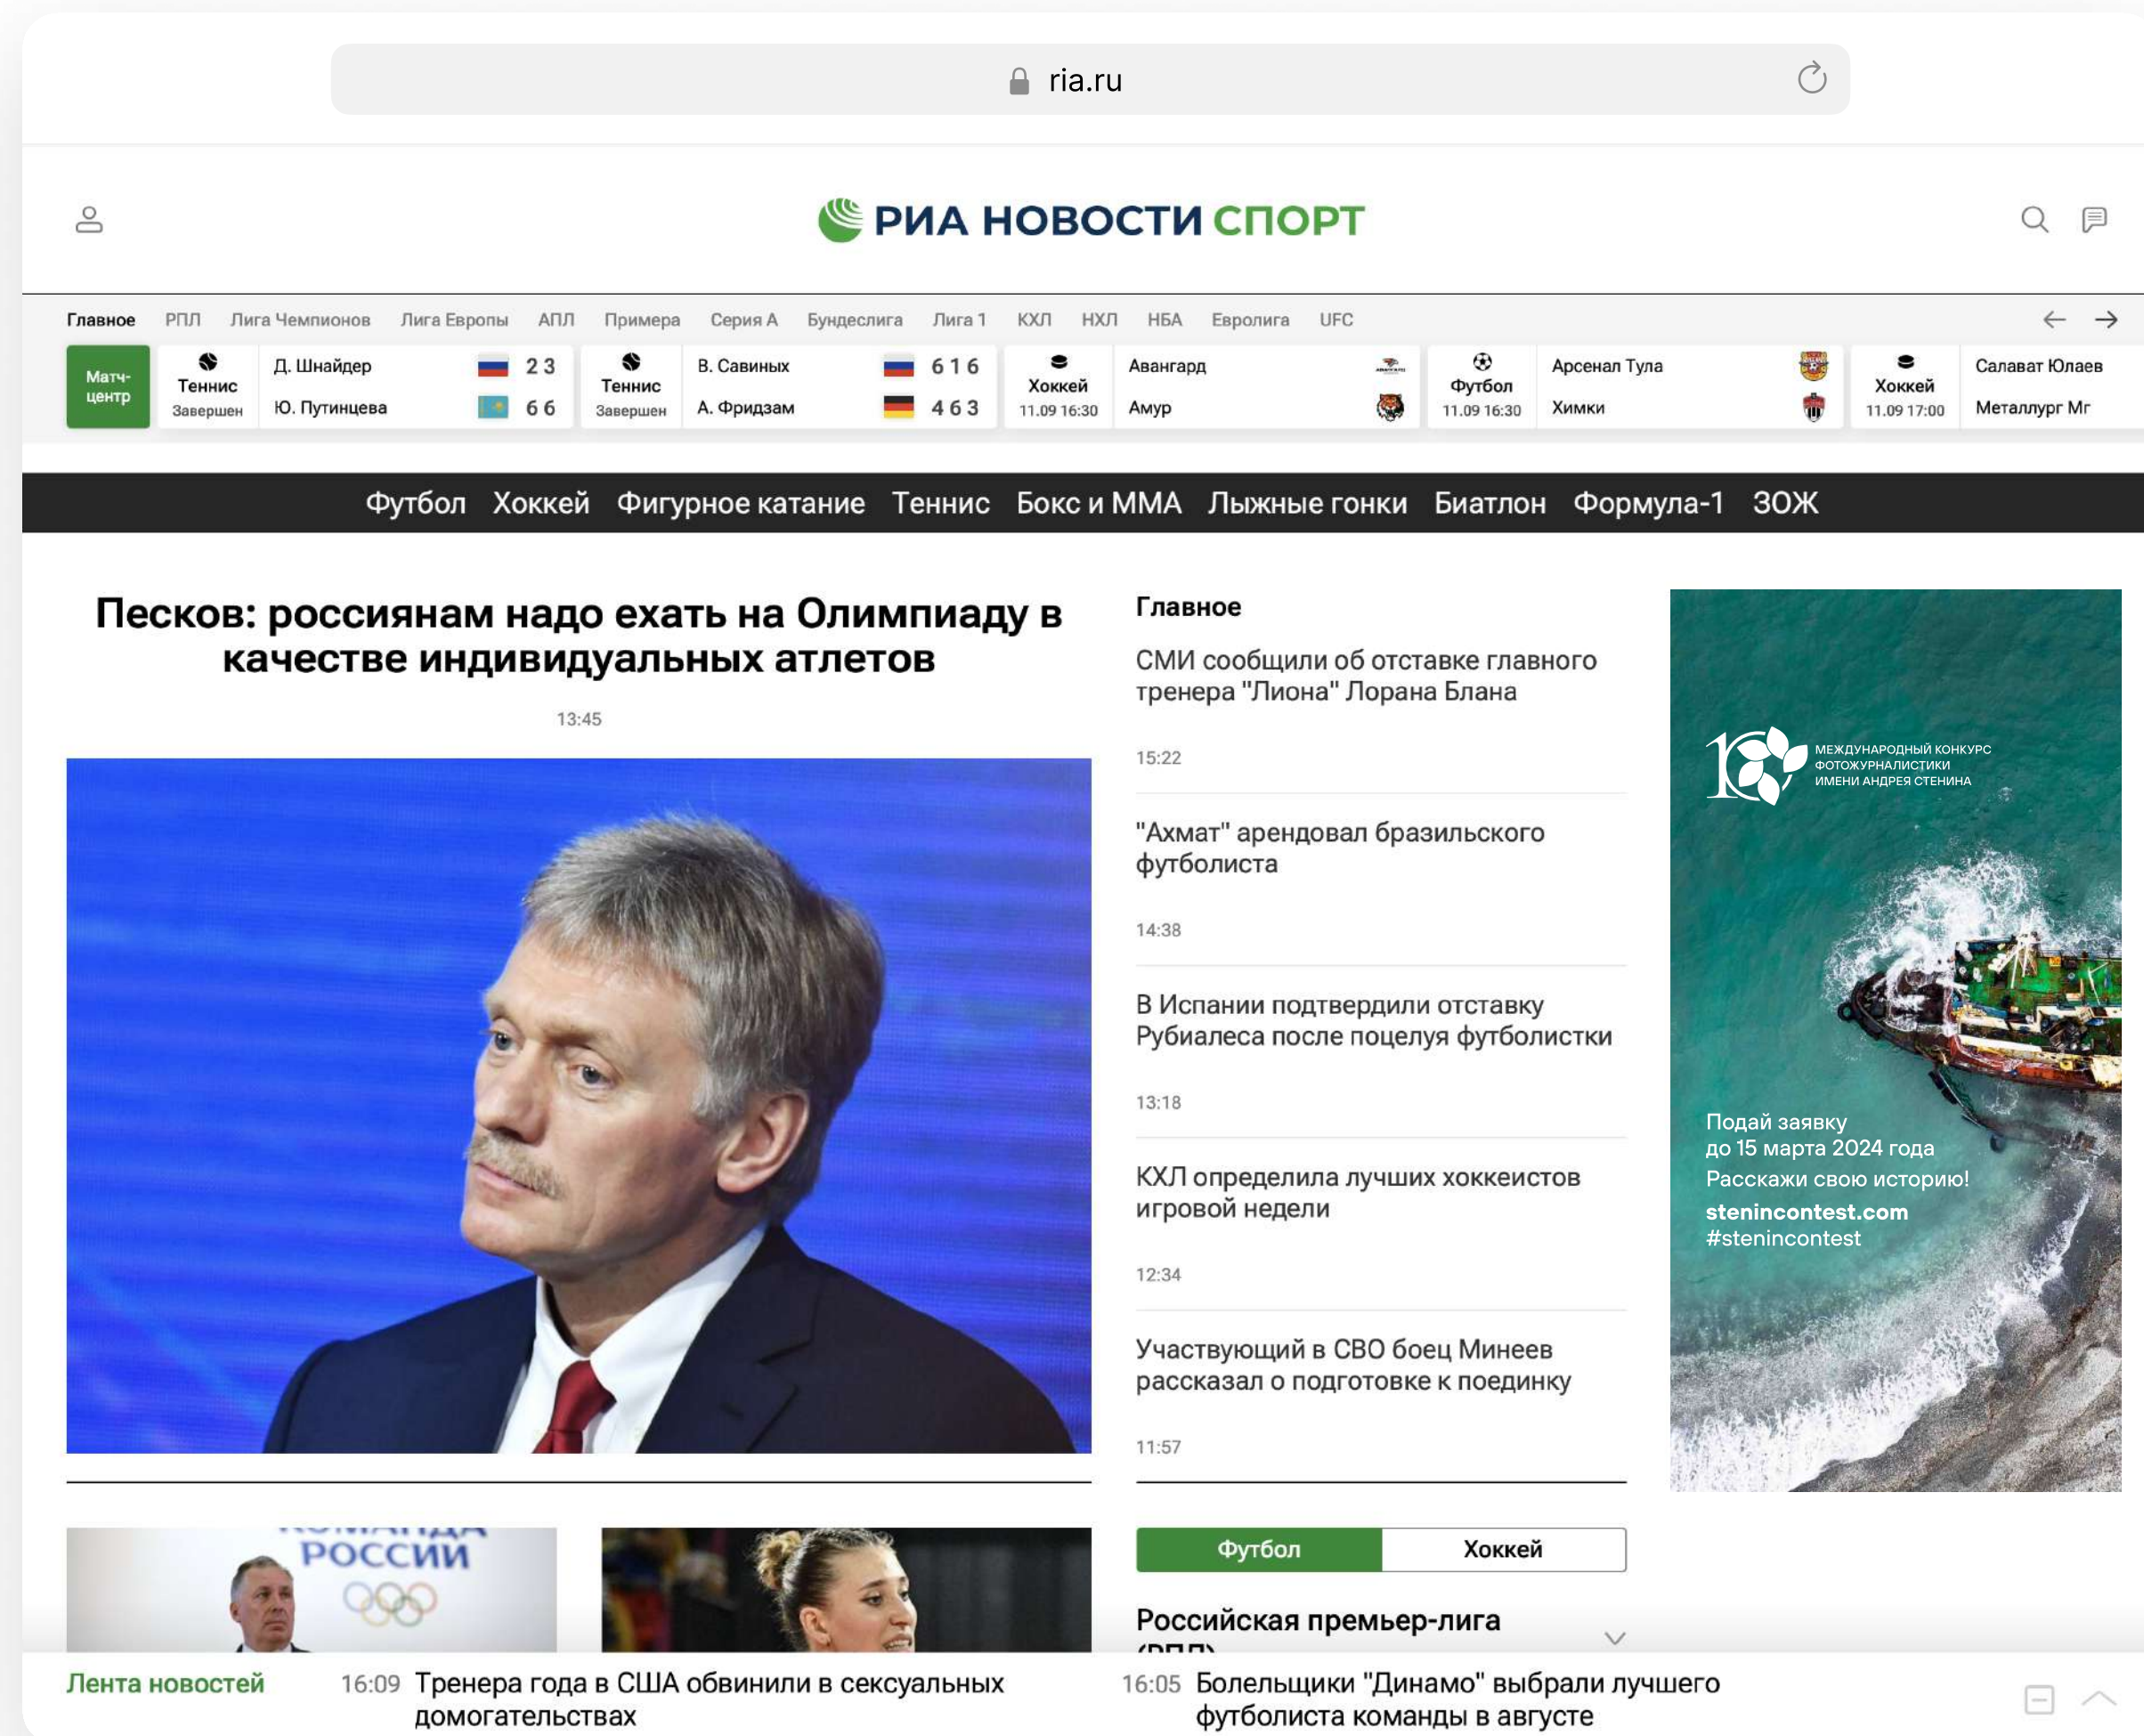 ria.ru
РИА НОВОСТИ СПОРТ
Главное РПЛ Лига Чемпионов Лига Европы АПЛ Примера Серия А Бундеслига Лига 1 КХЛ НХЛ НБА Евролига UFC
Матч-
центр
Теннис
Завершен
Д. Шнайдер 2 3
Ю. Путинцева 6 6
Теннис
Завершен
В. Савиных 6 1 6
А. Фридзам 4 6 3
Хоккей
11.09 16:30
Авангард
Амур
Футбол
11.09 16:30
Арсенал Тула
Химки
Хоккей
11.09 17:00
Салават Юлаев
Металлург Мг
Футбол Хоккей Фигурное катание Теннис Бокс и ММА Лыжные гонки Биатлон Формула-1 ЗОЖ
Песков: россиянам надо ехать на Олимпиаду в
качестве индивидуальных атлетов
13:45
Главное
СМИ сообщили об отставке главного
тренера "Лиона" Лорана Блана
15:22
"Ахмат" арендовал бразильского
футболиста
14:38
В Испании подтвердили отставку
Рубиалеса после поцелуя футболистки
13:18
КХЛ определила лучших хоккеистов
игровой недели
12:34
Участвующий в СВО боец Минеев
рассказал о подготовке к поединку
11:57
10
МЕЖДУНАРОДНЫЙ КОНКУРС
ФОТОЖУРНАЛИСТИКИ
ИМЕНИ АНДРЕЯ СТЕНИНА
Подай заявку
до 15 марта 2024 года
Расскажи свою историю!
stenincontest.com
#stenincontest
КОМАНДА
РОССИИ
Футбол Хоккей
Российская премьер-лига
(РПЛ)
Лента новостей
16:09 Тренера года в США обвинили в сексуальных
домогательствах
16:05 Болельщики "Динамо" выбрали лучшего
футболиста команды в августе